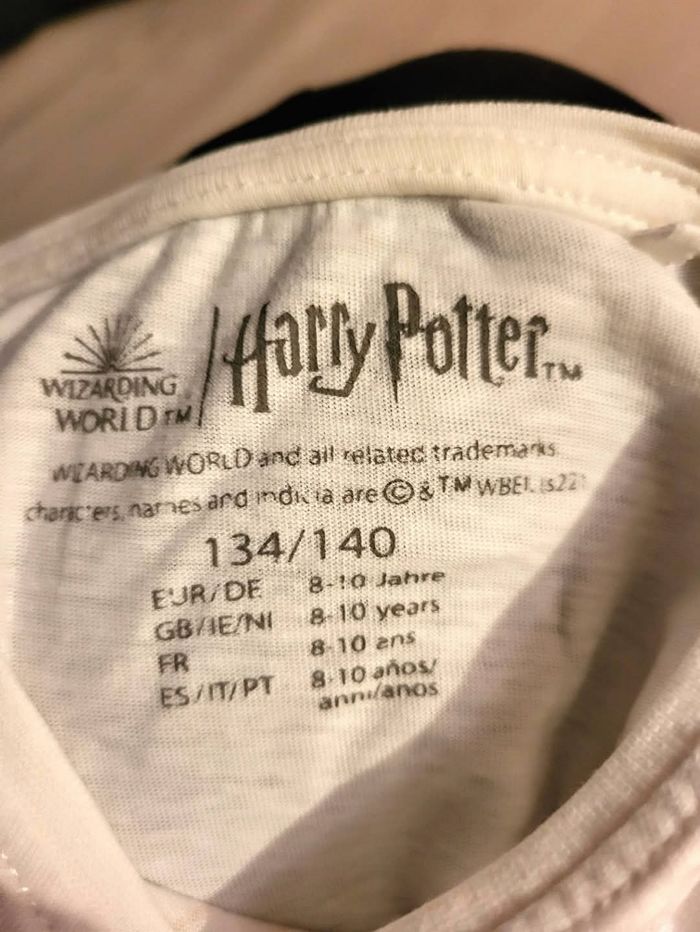 WIZARDING
WORLD™
Harry Potter™
WIZARDING WORLD and all related trademarks
characters, names and indicia are © & ™ WBEI. (s22)
134/140
EUR/DE 8-10 Jahre
GB/IE/NI 8-10 years
FR 8-10 ans
ES/IT/PT 8-10 años/
anni/anos